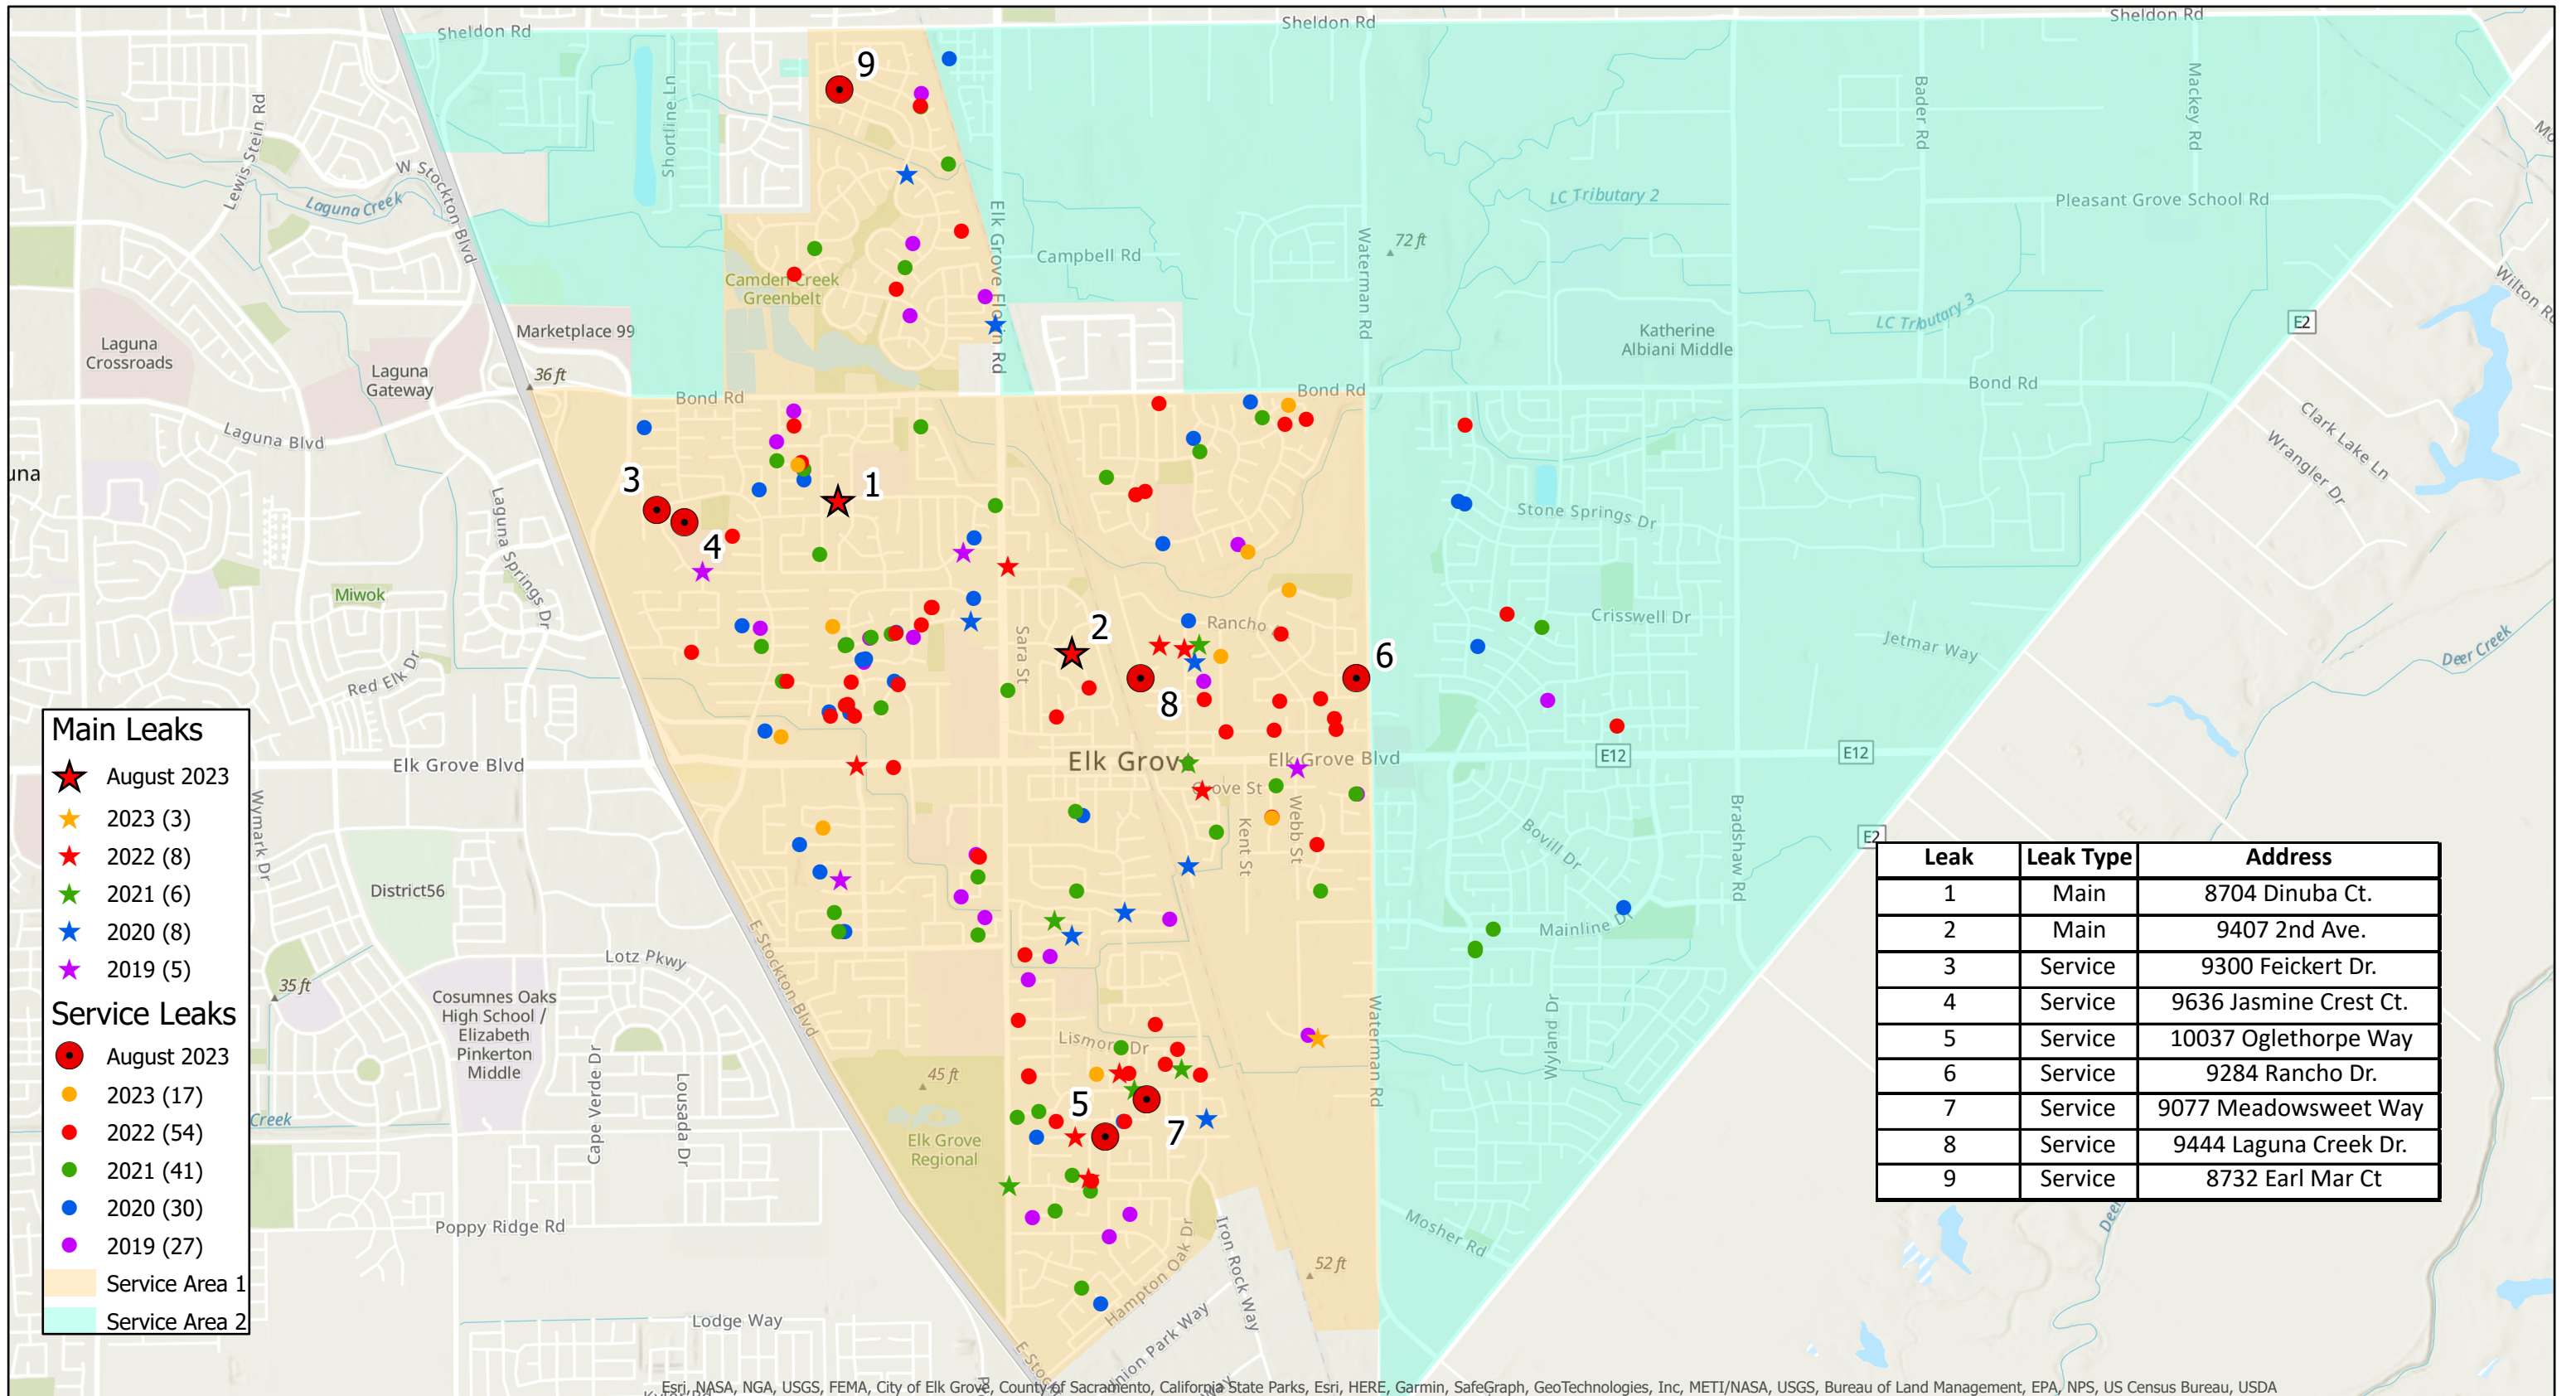 Sheldon Rd
Sheldon Rd
Sheldon Rd
9
Lewis Stein Rd
W Stockton Blvd
Shortline Ln
Laguna Creek
Elk Grove Florin Rd
Campbell Rd
Waterman Rd
72 ft
LC Tributary 2
Bader Rd
Mackey Rd
Pleasant Grove School Rd
Wilton Rd
Camden Creek
Greenbelt
LC Tributary 3
E2
Katherine
Albiani Middle
Marketplace 99
Laguna
Crossroads
Laguna
Gateway
36 ft
Bond Rd
Bond Rd
Bond Rd
Laguna Blvd
Clark Lake Ln
Wrangler Dr
una
3
1
4
Laguna Springs Dr
Stone Springs Dr
Miwok
Crisswell Dr
Jetmar Way
Deer Creek
Rancho
Sara St
2
6
8
Red Elk Dr
Elk Grove Blvd
Elk Grove
Elk Grove Blvd
E12
E12
Grove St
Kent St
Webb St
Bovill Dr
Bradshaw Rd
E2
Wymark Dr
District56
Mainline Dr
E Stockton Blvd
Lotz Pkwy
35 ft
Cosumnes Oaks
High School /
Elizabeth
Pinkerton
Middle
Lismore Dr
Waterman Rd
Wyland Dr
45 ft
5
7
Creek
Cape Verde Dr
Lousada Dr
Elk Grove
Regional
Poppy Ridge Rd
Mosher Rd
Hampton Oak Dr
Iron Rock Way
52 ft
Lodge Way
Union Park Way
Main Leaks
August 2023
2023 (3)
2022 (8)
2021 (6)
2020 (8)
2019 (5)
Service Leaks
August 2023
2023 (17)
2022 (54)
2021 (41)
2020 (30)
2019 (27)
Service Area 1
Service Area 2
Leak Leak Type Address
1 Main 8704 Dinuba Ct.
2 Main 9407 2nd Ave.
3 Service 9300 Feickert Dr.
4 Service 9636 Jasmine Crest Ct.
5 Service 10037 Oglethorpe Way
6 Service 9284 Rancho Dr.
7 Service 9077 Meadowsweet Way
8 Service 9444 Laguna Creek Dr.
9 Service 8732 Earl Mar Ct
Esri, NASA, NGA, USGS, FEMA, City of Elk Grove, County of Sacramento, California State Parks, Esri, HERE, Garmin, SafeGraph, GeoTechnologies, Inc, METI/NASA, USGS, Bureau of Land Management, EPA, NPS, US Census Bureau, USDA